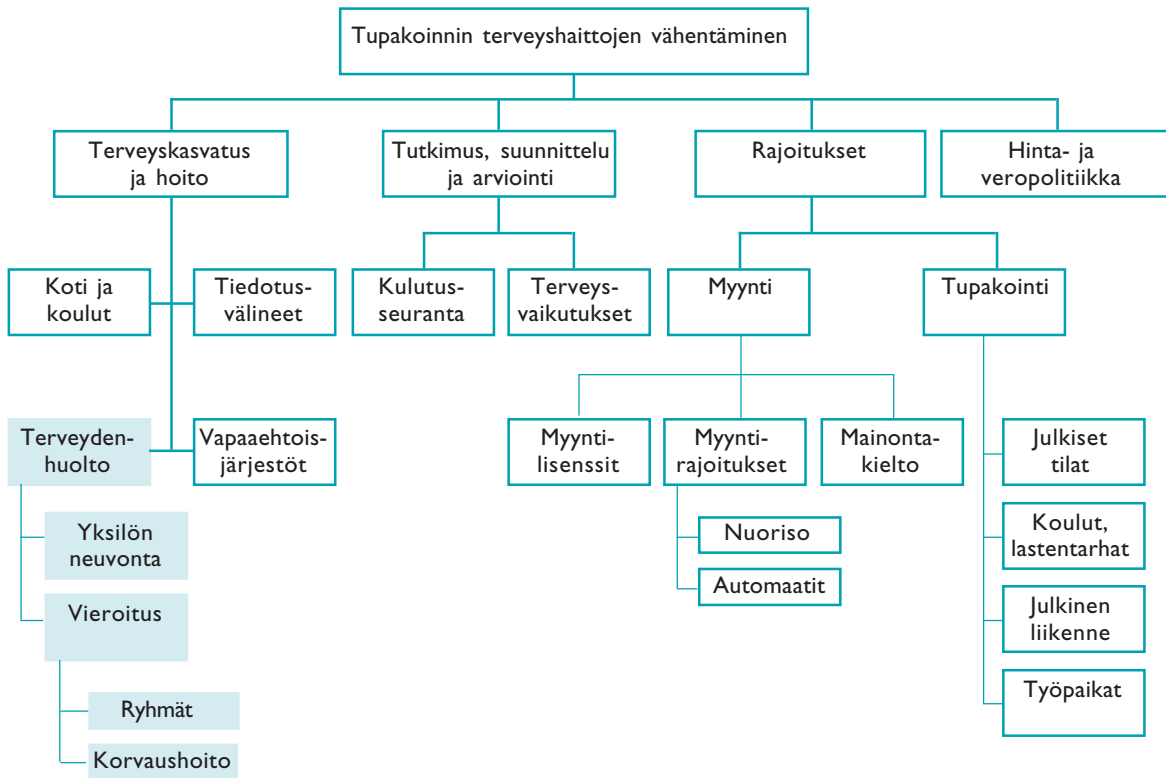 Tupakoinnin terveyshaittojen vähentäminen
Terveyskasvatus
ja hoito
Tutkimus, suunnittelu
ja arviointi
Rajoitukset
Hinta- ja
veropolitiikka
Koti ja
koulut
Tiedotus-
välineet
Kulutus-
seuranta
Terveys-
vaikutukset
Myynti
Tupakointi
Terveyden-
huolto
Vapaaehtois-
järjestöt
Myynti-
lisenssit
Myynti-
rajoitukset
Mainonta-
kielto
Julkiset
tilat
Yksilön
neuvonta
Nuoriso
Koulut,
lastentarhat
Vieroitus
Automaatit
Julkinen
liikenne
Ryhmät
Työpaikat
Korvaushoito